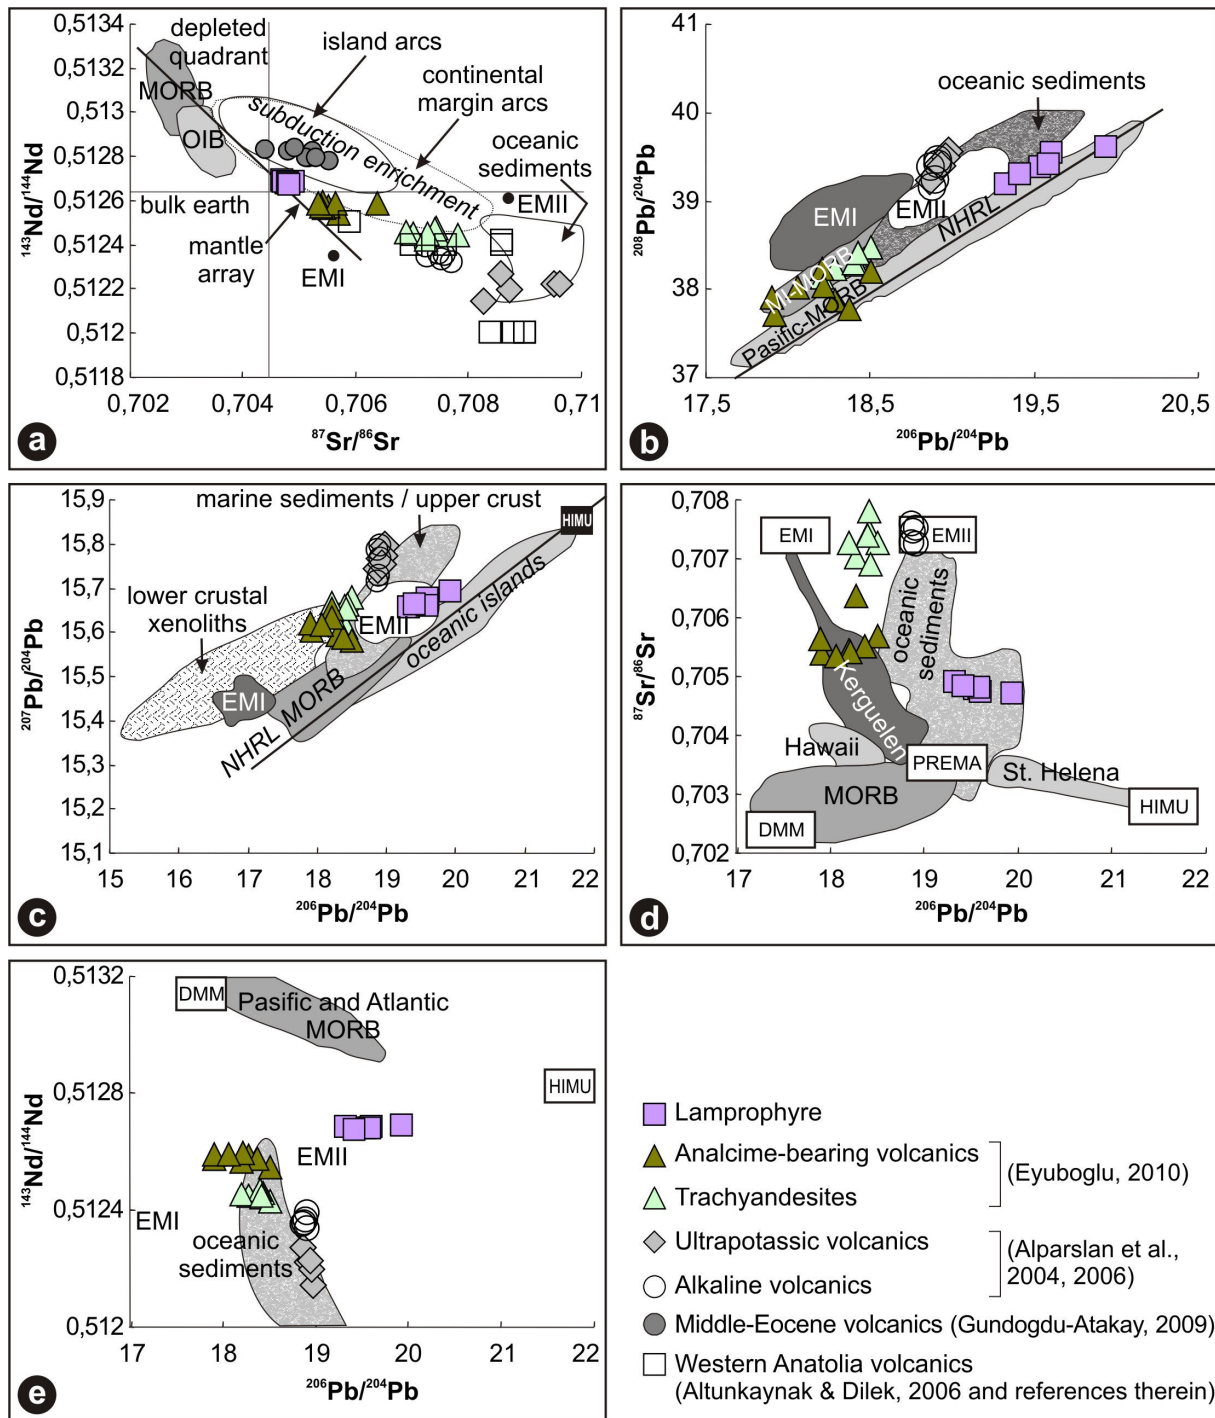 0,5134
0,5132
0,513
0,5128
0,5126
0,5124
0,5122
0,512
0,5118
¹⁴³Nd/¹⁴⁴Nd
depleted
quadrant
island arcs
continental
margin arcs
MORB
OIB
subduction enrichment
oceanic
sediments
bulk earth
EMII
mantle
array
EMI
0,702
0,704
0,706
0,708
0,71
⁸⁷Sr/⁸⁶Sr
a
41
40
39
38
37
²⁰⁸Pb/²⁰⁴Pb
oceanic sediments
EMI
EMII
NHRL
MI-MORB
Pasific-MORB
17,5
18,5
19,5
20,5
²⁰⁶Pb/²⁰⁴Pb
b
15,9
15,8
15,7
15,6
15,5
15,4
15,3
15,2
15,1
²⁰⁷Pb/²⁰⁴Pb
marine sediments / upper crust
HIMU
lower crustal
xenoliths
EMII
oceanic islands
EMI
MORB
NHRL
15
16
17
18
19
20
21
22
²⁰⁶Pb/²⁰⁴Pb
c
0,708
0,707
0,706
0,705
0,704
0,703
0,702
⁸⁷Sr/⁸⁶Sr
EMI
EMII
oceanic
sediments
Kerguelen
Hawaii
PREMA
St. Helena
MORB
DMM
HIMU
17
18
19
20
21
22
²⁰⁶Pb/²⁰⁴Pb
d
0,5132
0,5128
0,5124
0,512
¹⁴³Nd/¹⁴⁴Nd
DMM
Pasific and Atlantic
MORB
HIMU
EMII
EMI
oceanic
sediments
17
18
19
20
21
22
²⁰⁶Pb/²⁰⁴Pb
e
Lamprophyre
Analcime-bearing volcanics
Trachyandesites
(Eyuboglu, 2010)
Ultrapotassic volcanics
Alkaline volcanics
(Alparslan et al.,
2004, 2006)
Middle-Eocene volcanics (Gundogdu-Atakay, 2009)
Western Anatolia volcanics
(Altunkaynak & Dilek, 2006 and references therein)